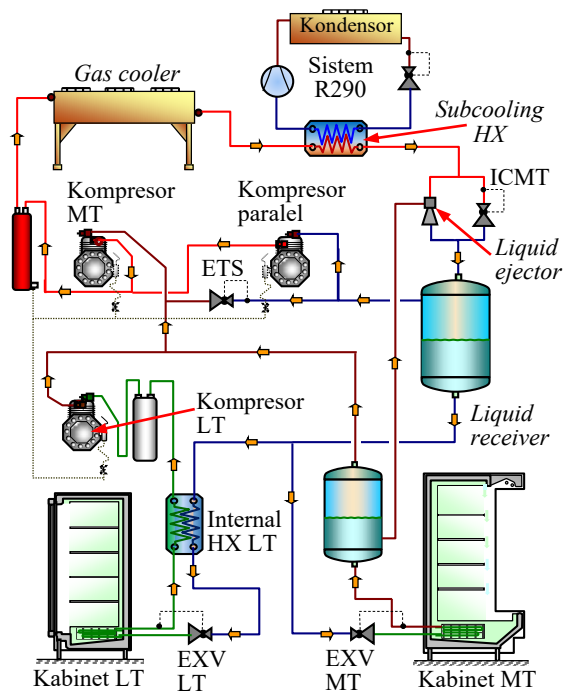 Kondensor
Gas cooler
Sistem
R290
Subcooling
HX
Kompresor
MT
Kompresor
paralel
ICMT
ETS
Liquid
ejector
Kompresor
LT
Liquid
receiver
Internal
HX LT
EXV
LT
EXV
MT
Kabinet LT
Kabinet MT